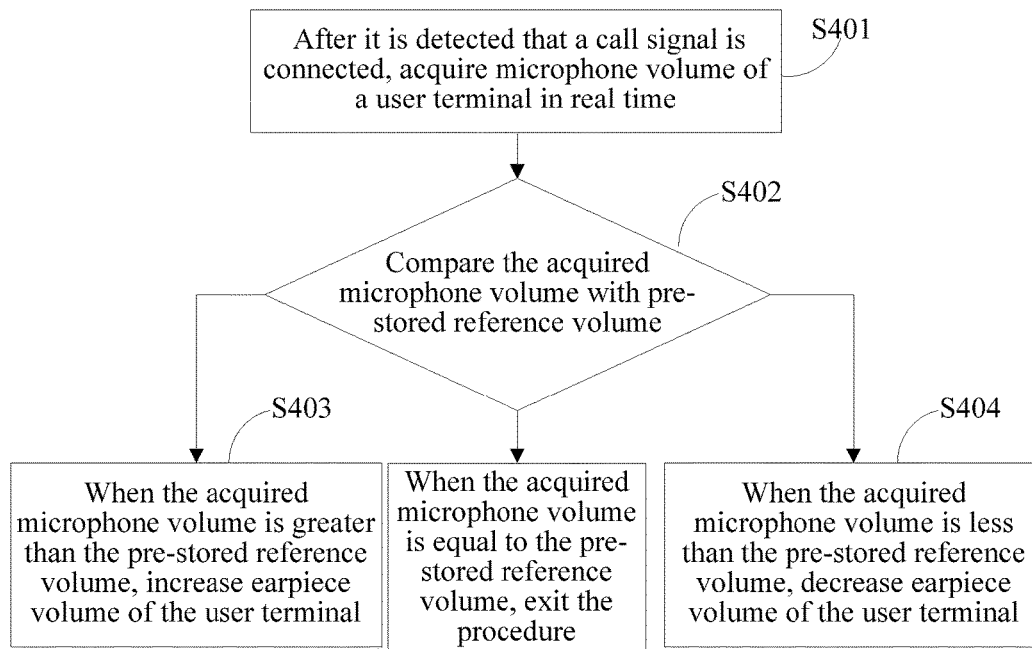 After it is detected that a call signal is
connected, acquire microphone volume of
a user terminal in real time
S401
S402
Compare the acquired
microphone volume with pre-
stored reference volume
S403
S404
When the acquired
microphone volume is greater
than the pre-stored reference
volume, increase earpiece
volume of the user terminal
When the acquired
microphone volume
is equal to the pre-
stored reference
volume, exit the
procedure
When the acquired
microphone volume is less
than the pre-stored reference
volume, decrease earpiece
volume of the user terminal